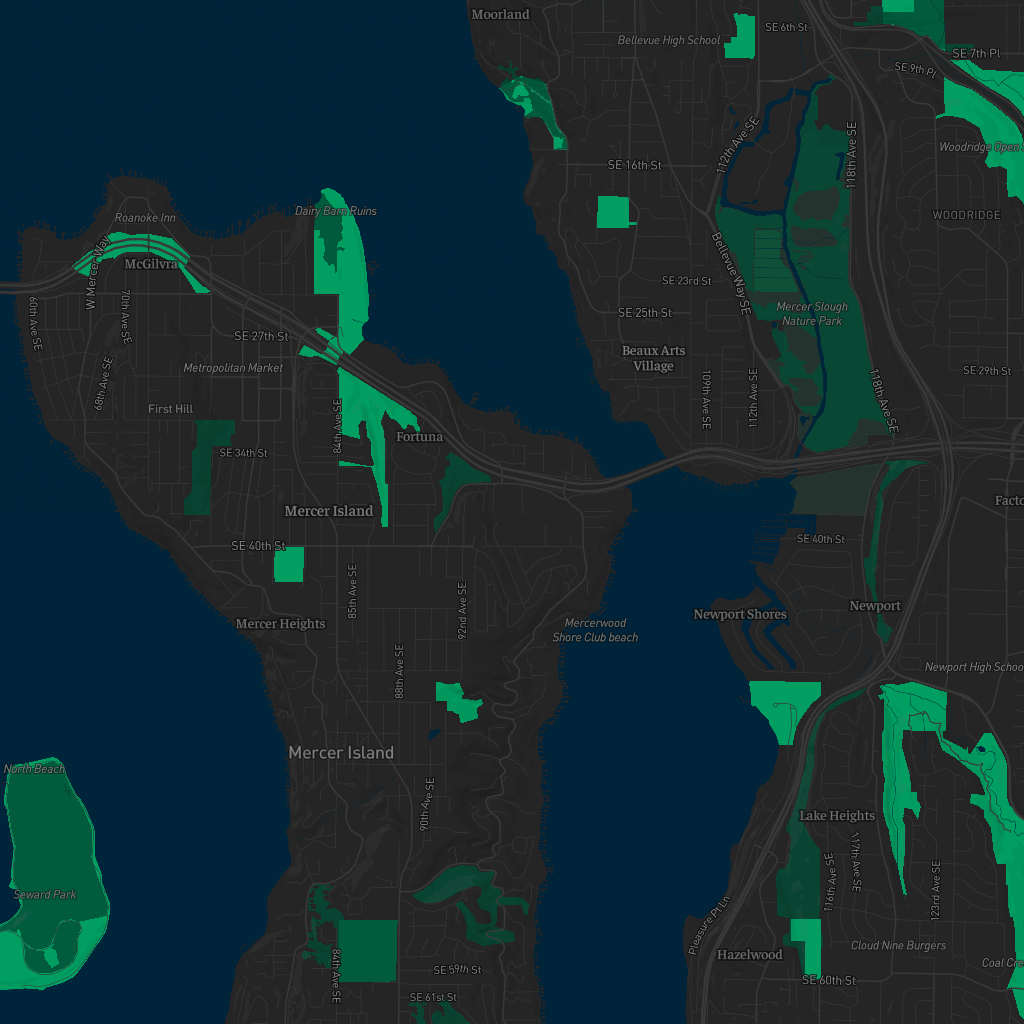 Moorland
SE 6th St
Bellevue High School
SE 7th Pl
SE 9th Pl
112th Ave SE
118th Ave SE
Woodridge Open
SE 16th St
Roanoke Inn
Dairy Barn Ruins
WOODRIDGE
W Mercer Way
McGilvra
Bellevue Way SE
SE 23rd St
60th Ave SE
70th Ave SE
Mercer Slough
Nature Park
SE 25th St
SE 27th St
Beaux Arts
Village
Metropolitan Market
68th Ave SE
109th Ave SE
112th Ave SE
118th Ave SE
SE 29th St
First Hill
84th Ave SE
Fortuna
SE 34th St
Mercer Island
Facto
SE 40th St
SE 40th St
85th Ave SE
92nd Ave SE
Newport
Newport Shores
Mercer Heights
Mercerwood
Shore Club beach
88th Ave SE
Newport High Schoo
Mercer Island
North Beach
90th Ave SE
Lake Heights
117th Ave SE
116th Ave SE
123rd Ave SE
Seward Park
Pleasure Pt Ln
Cloud Nine Burgers
Hazelwood
Coal Cre
84th Ave SE
SE 59th St
SE 60th St
SE 61st St